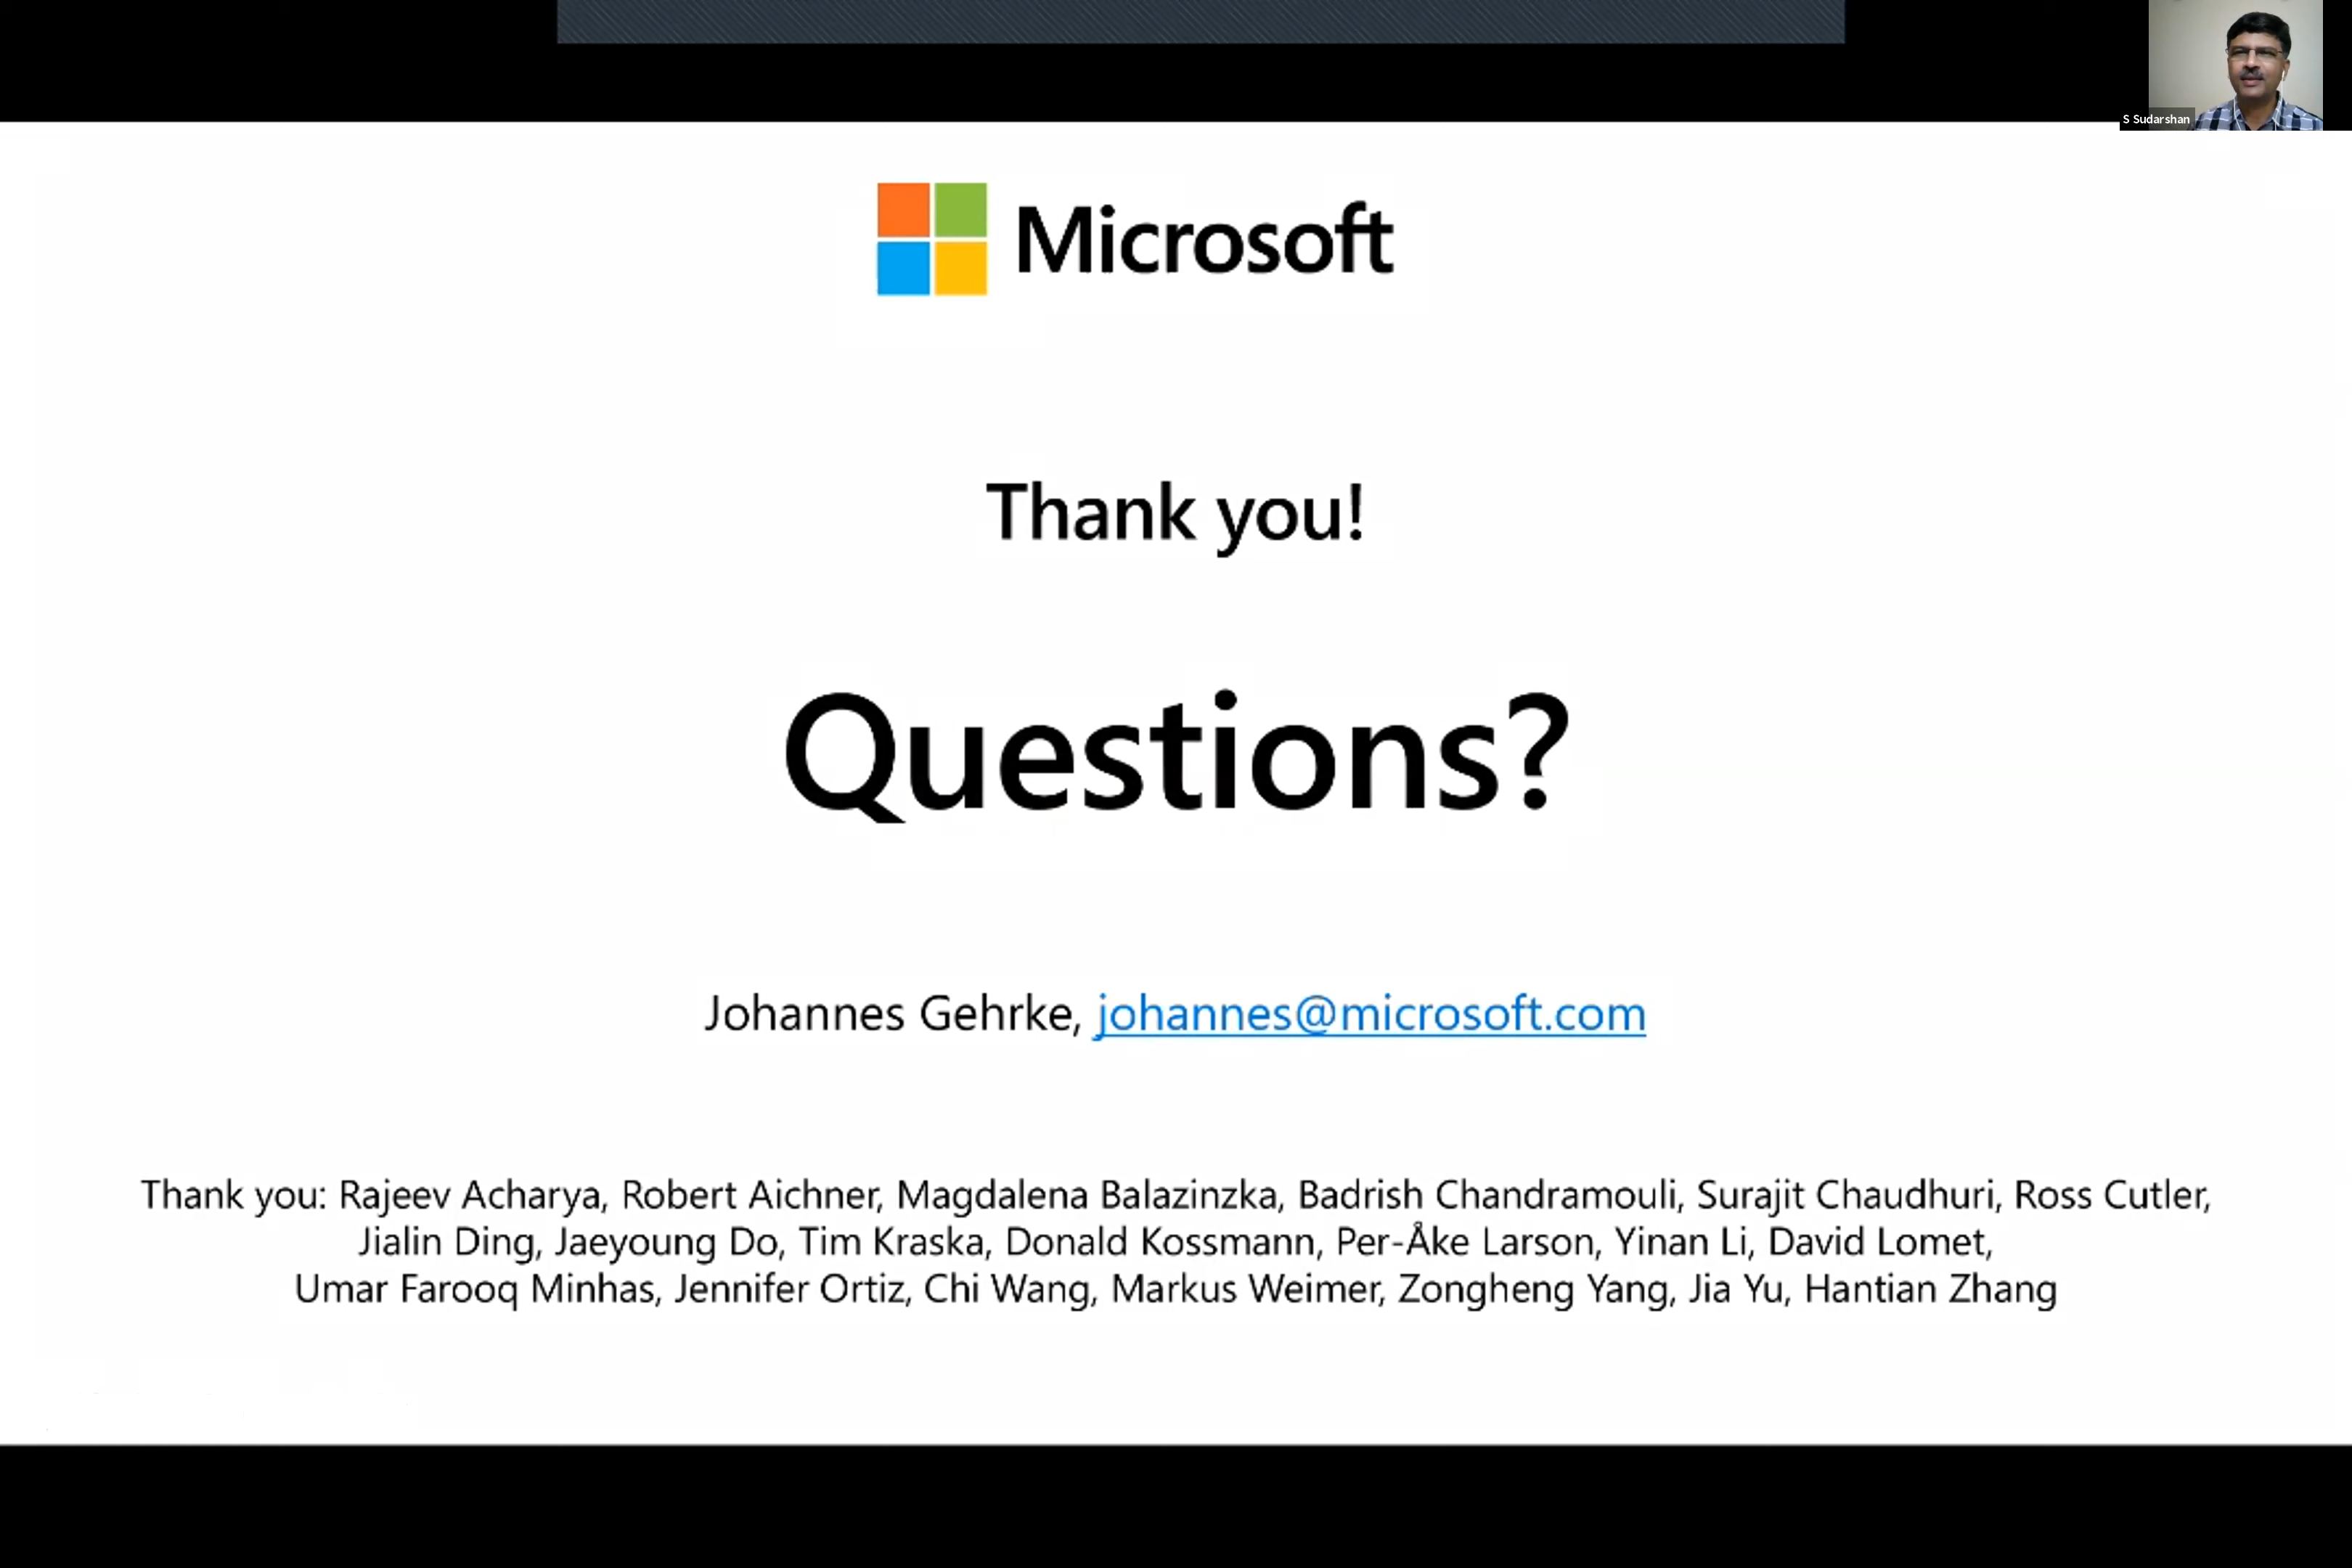 S Sudarshan
Microsoft
Thank you!
Questions?
Johannes Gehrke, johannes@microsoft.com
Thank you: Rajeev Acharya, Robert Aichner, Magdalena Balazinzka, Badrish Chandramouli, Surajit Chaudhuri, Ross Cutler,
Jialin Ding, Jaeyoung Do, Tim Kraska, Donald Kossmann, Per-Åke Larson, Yinan Li, David Lomet,
Umar Farooq Minhas, Jennifer Ortiz, Chi Wang, Markus Weimer, Zongheng Yang, Jia Yu, Hantian Zhang